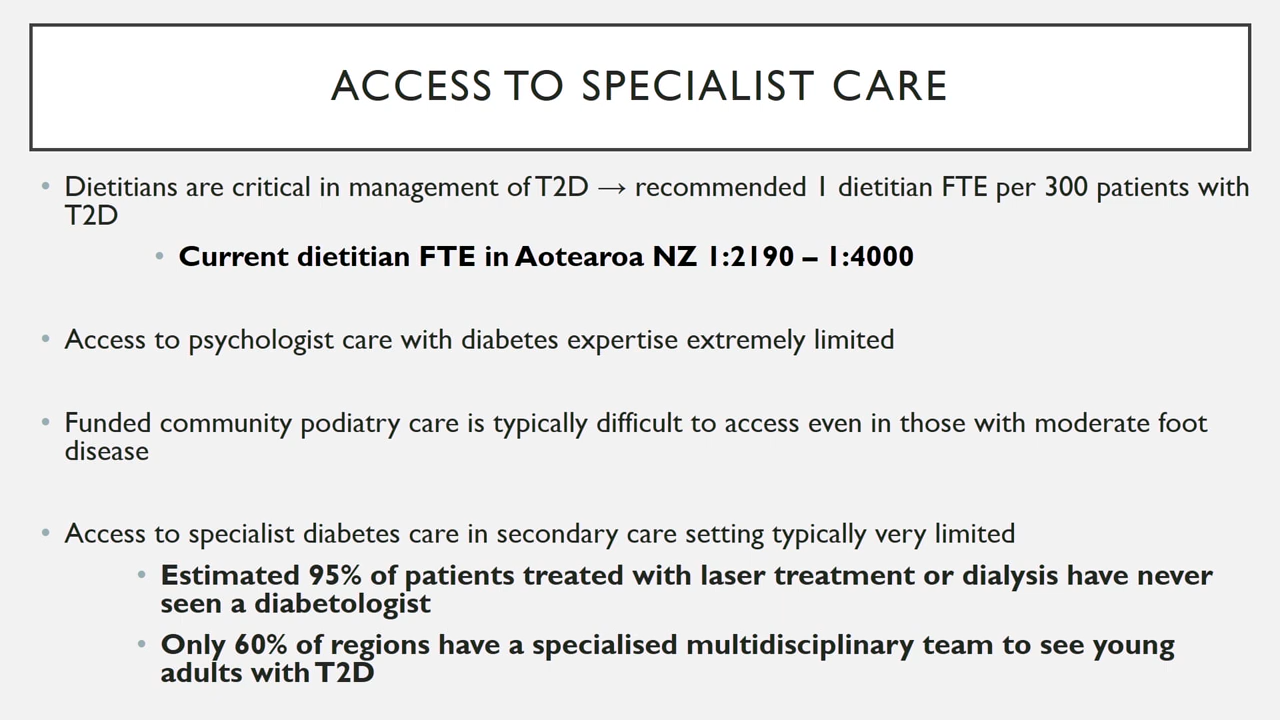 ACCESS TO SPECIALIST CARE
• Dietitians are critical in management of T2D → recommended 1 dietitian FTE per 300 patients with
T2D
• Current dietitian FTE in Aotearoa NZ 1:2190 – 1:4000
• Access to psychologist care with diabetes expertise extremely limited
• Funded community podiatry care is typically difficult to access even in those with moderate foot
disease
• Access to specialist diabetes care in secondary care setting typically very limited
• Estimated 95% of patients treated with laser treatment or dialysis have never
seen a diabetologist
• Only 60% of regions have a specialised multidisciplinary team to see young
adults with T2D